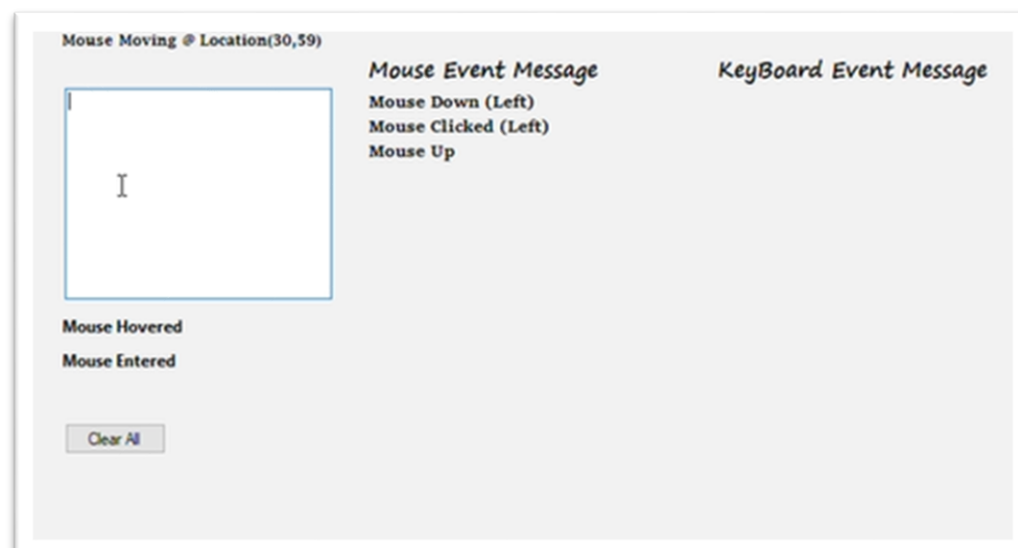 Mouse Moving @ Location(30,59)
Mouse Event Message
KeyBoard Event Message
Mouse Down (Left)
Mouse Clicked (Left)
Mouse Up
Mouse Hovered
Mouse Entered
Clear All